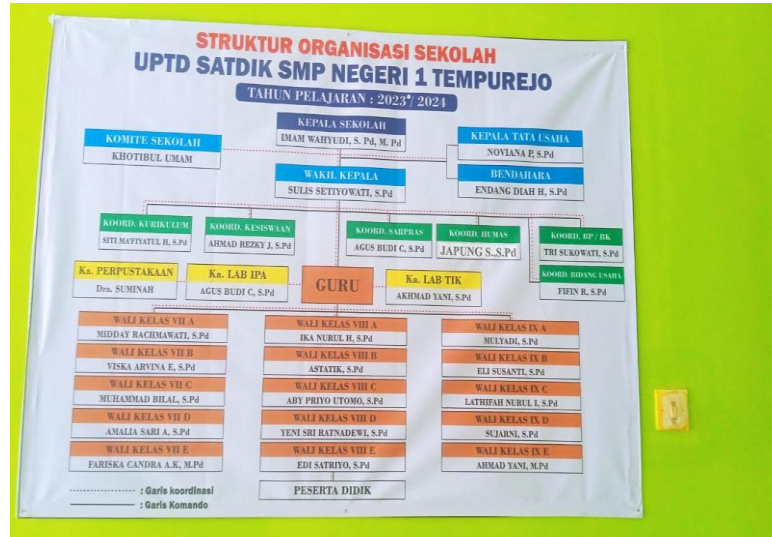 STRUKTUR ORGANISASI SEKOLAH
UPTD SATDIK SMP NEGERI 1 TEMPUREJO
TAHUN PELAJARAN : 2023 / 2024
KEPALA SEKOLAH
IMAM WAHYUDI, S. Pd, M. Pd
KOMITE SEKOLAH
KHOTIBUL UMAM
KEPALA TATA USAHA
NOVIANA P, S.Pd
WAKIL KEPALA
SULIS SETIYOWATI, S.Pd
BENDAHARA
ENDANG DIAH H, S.Pd
KOORD. KURIKULUM
SITI MA'FIYATUL H, S.Pd
KOORD. KESISWAAN
AHMAD REZKY J, S.Pd
KOORD. SARPRAS
AGUS BUDI C, S.Pd
KOORD. HUMAS
JAPUNG S.,S.Pd
KOORD. BP / BK
TRI SUKOWATI, S.Pd
KOORD. BIDANG USAHA
FIFIN R, S.Pd
Ka. PERPUSTAKAAN
Dra. SUMINAH
Ka. LAB IPA
AGUS BUDI C, S.Pd
GURU
Ka. LAB TIK
AKHMAD YANI, S.Pd
WALI KELAS VII A
MIDDAY RACHMAWATI, S.Pd
WALI KELAS VII B
VISKA ARVINA E, S.Pd
WALI KELAS VII C
MUHAMMAD BILAL, S.Pd
WALI KELAS VII D
AMALIA SARI A, S.Pd
WALI KELAS VII E
FARISKA CANDRA A.K, M.Pd
WALI KELAS VIII A
IKA NURUL H, S.Pd
WALI KELAS VIII B
ASTATIK, S.Pd
WALI KELAS VIII C
ABY PRIYO UTOMO, S.Pd
WALI KELAS VIII D
YENI SRI RATNADEWI, S.Pd
WALI KELAS VIII E
EDI SATRIYO, S.Pd
WALI KELAS IX A
MULYADI, S.Pd
WALI KELAS IX B
ELI SUSANTI, S.Pd
WALI KELAS IX C
LATHIFAH NURUL I, S.Pd
WALI KELAS IX D
SUJARNI, S.Pd
WALI KELAS IX E
AHMAD YANI, M.Pd
PESERTA DIDIK
: Garis koordinasi
: Garis Komando